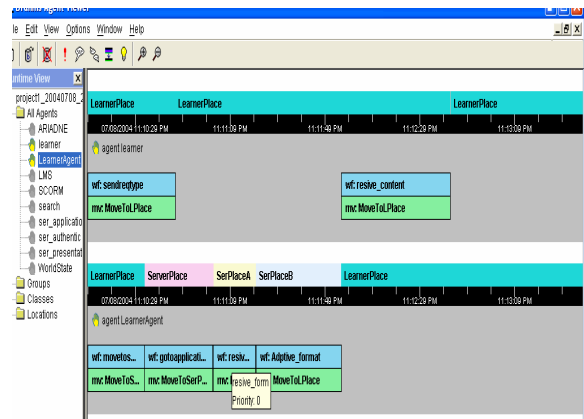 Brahms Agent Viewer
le Edit View Options Window Help
untime View
project1_20040708_2
All Agents
ARIADNE
learner
LearnerAgent
LMS
SCORM
search
ser_applicatio
ser_authentic
ser_presentat
WorldState
Groups
Classes
Locations
LearnerPlace LearnerPlace LearnerPlace
07/08/2004 11:10:29 PM 11:11:09 PM 11:11:49 PM 11:12:29 PM 11:13:09 PM
agent learner
wf: sendreqtype wf: resive_content
mv: MoveToLPlace mv: MoveToLPlace
LearnerPlace ServerPlace SerPlaceA SerPlaceB LearnerPlace
07/08/2004 11:10:29 PM 11:11:09 PM 11:11:49 PM 11:12:29 PM 11:13:09 PM
agent LearnerAgent
wf: movetos... wf: gotoapplicati... wf: resiv... wf: Adptive_format
mv: MoveToS... mv: MoveToSerP... mv: MoveToLPlace
resive_form
Priority: 0